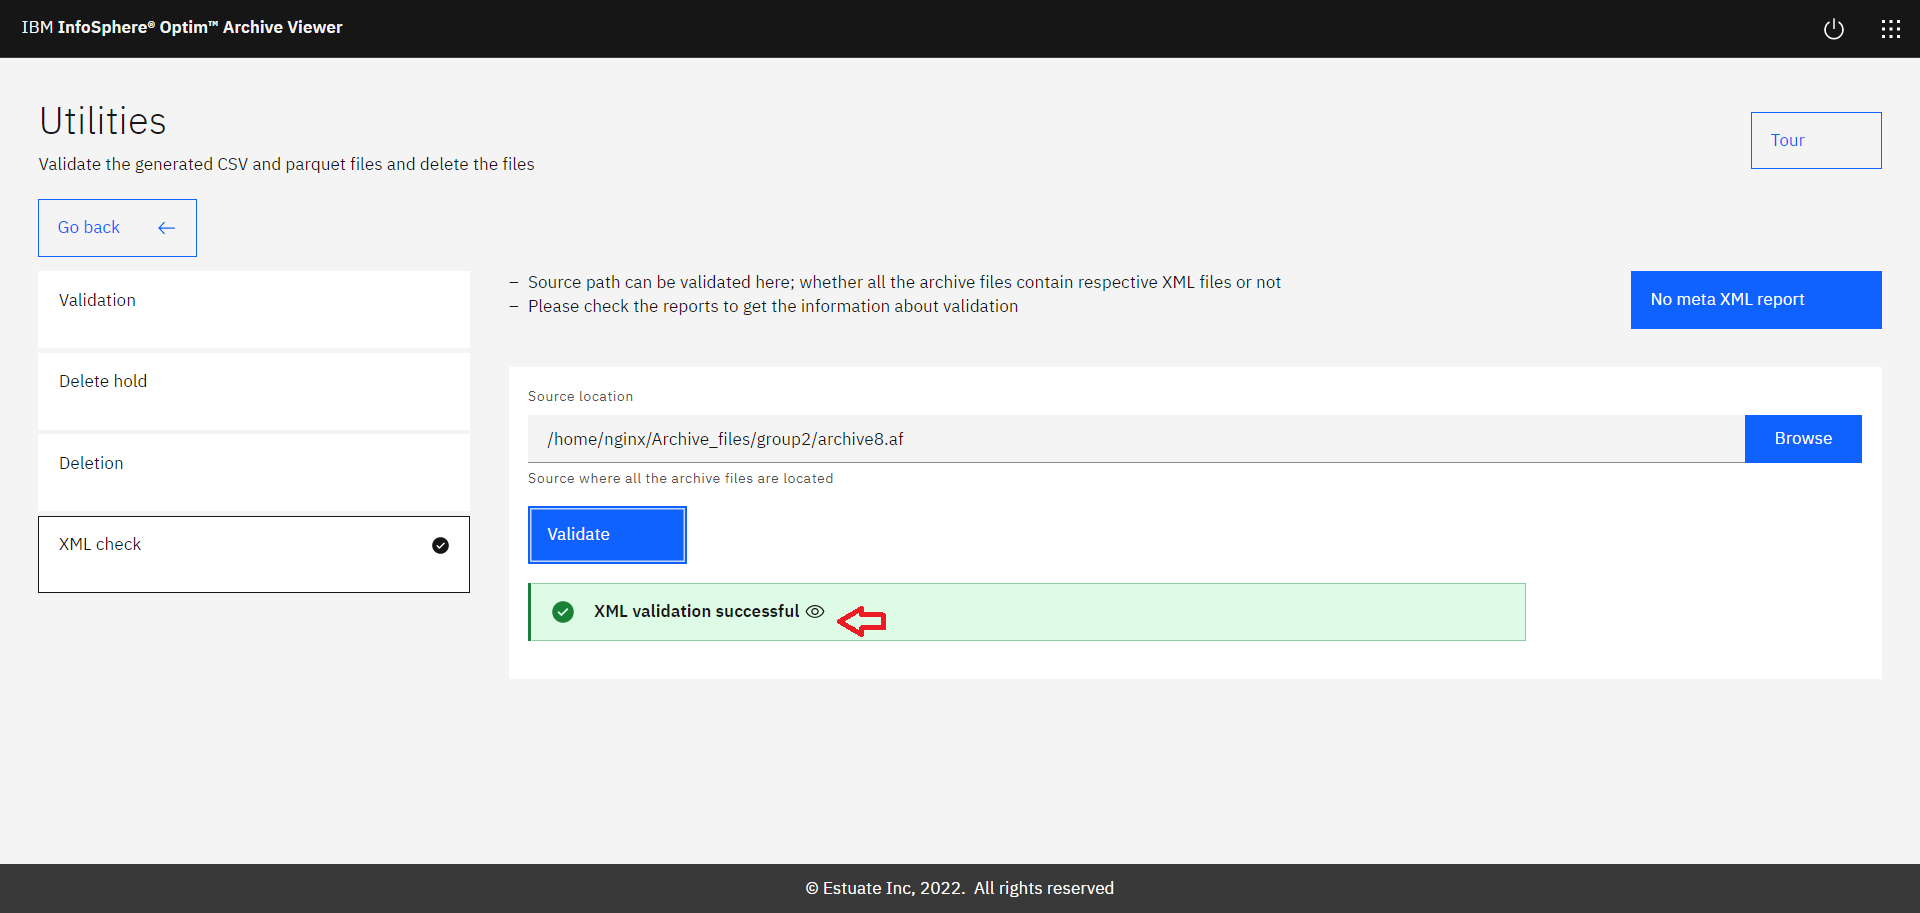 IBM InfoSphere® Optim™ Archive Viewer
Utilities
Validate the generated CSV and parquet files and delete the files
Tour
Go back
Validation
Delete hold
Deletion
XML check
– Source path can be validated here; whether all the archive files contain respective XML files or not
– Please check the reports to get the information about validation
No meta XML report
Source location
/home/nginx/Archive_files/group2/archive8.af
Browse
Source where all the archive files are located
Validate
XML validation successful
© Estuate Inc, 2022. All rights reserved